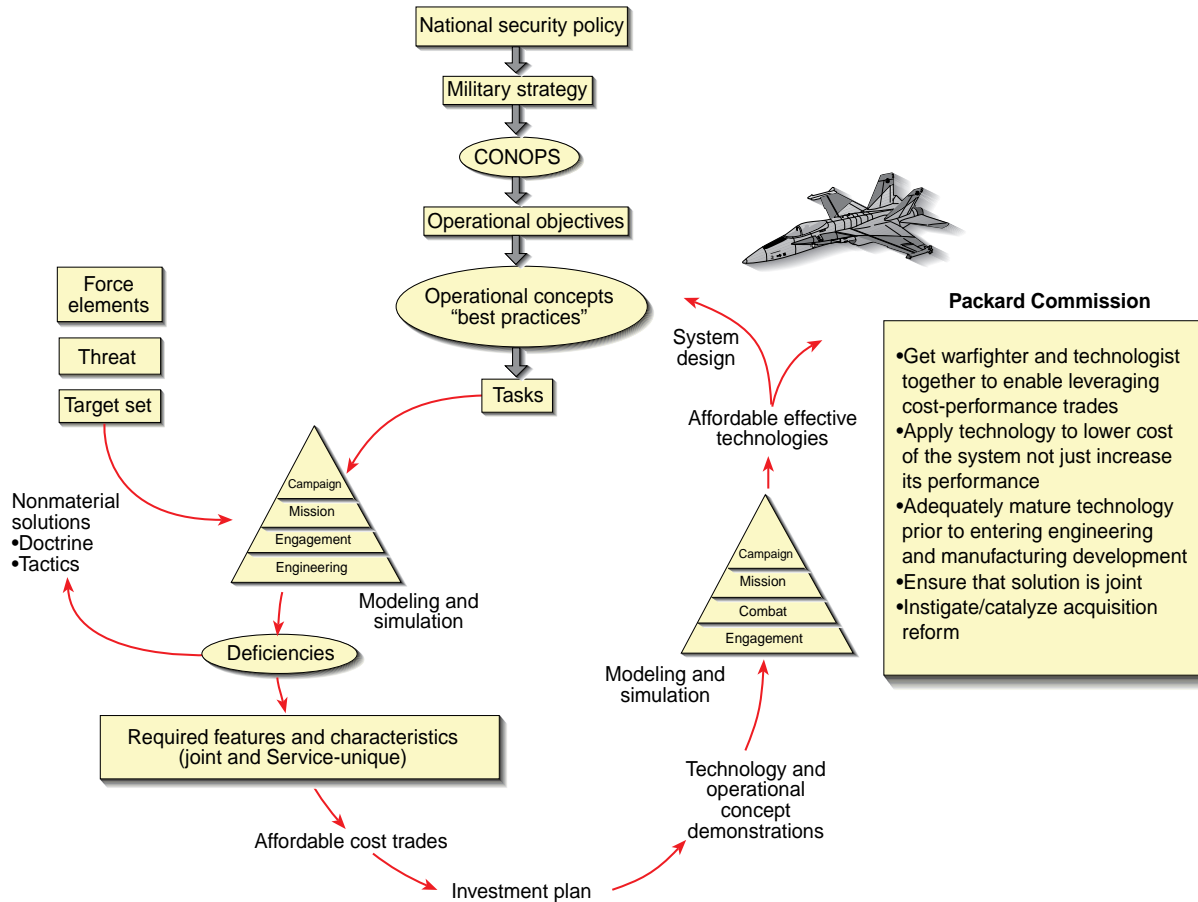 National security policy
Military strategy
CONOPS
Operational objectives
Operational concepts
“best practices”
Tasks
Force
elements
Threat
Target set
Campaign
Mission
Engagement
Engineering
Modeling and
simulation
Nonmaterial
solutions
•Doctrine
•Tactics
Deficiencies
Required features and characteristics
(joint and Service-unique)
Affordable cost trades
Investment plan
Technology and
operational
concept
demonstrations
Modeling and
simulation
Campaign
Mission
Combat
Engagement
Affordable effective
technologies
System
design
Packard Commission
•Get warfighter and technologist
together to enable leveraging
cost-performance trades
•Apply technology to lower cost
of the system not just increase
its performance
•Adequately mature technology
prior to entering engineering
and manufacturing development
•Ensure that solution is joint
•Instigate/catalyze acquisition
reform